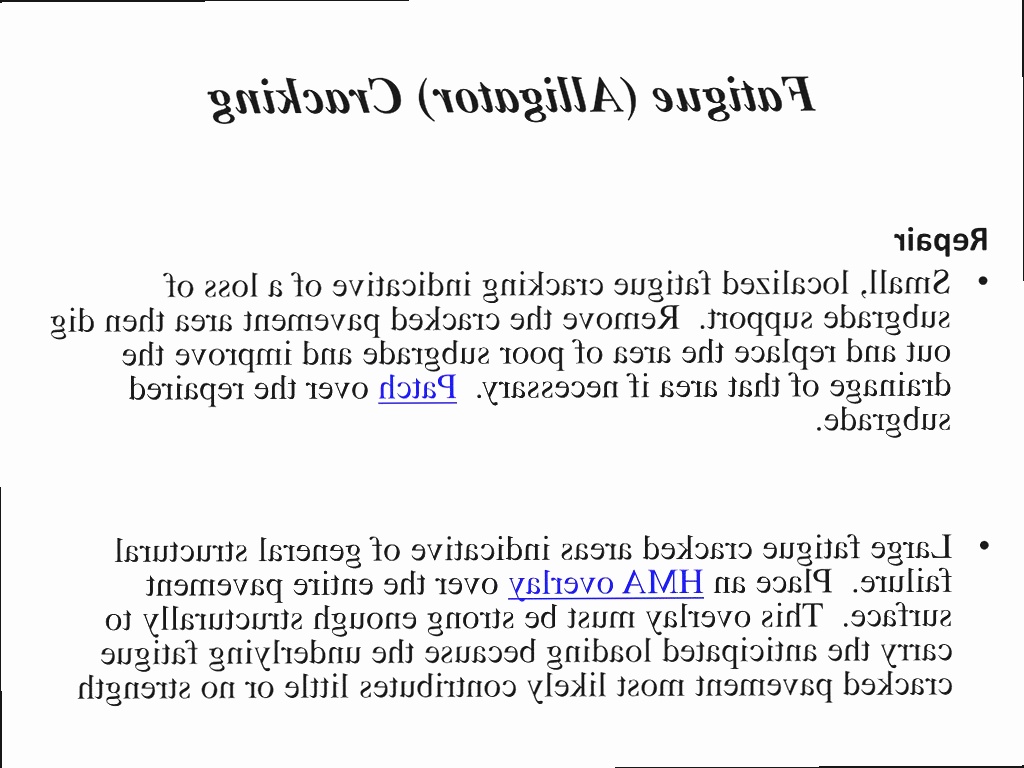 Fatigue (Alligator) Cracking
Repair
• Small, localized fatigue cracking indicative of a loss of
subgrade support.  Remove the cracked pavement area then dig
out and replace the area of poor subgrade and improve the
drainage of that area if necessary.  Patch over the repaired
subgrade.
• Large fatigue cracked areas indicative of general structural
failure.  Place an HMA overlay over the entire pavement
surface.  This overlay must be strong enough structurally to
carry the anticipated loading because the underlying fatigue
cracked pavement most likely contributes little or no strength